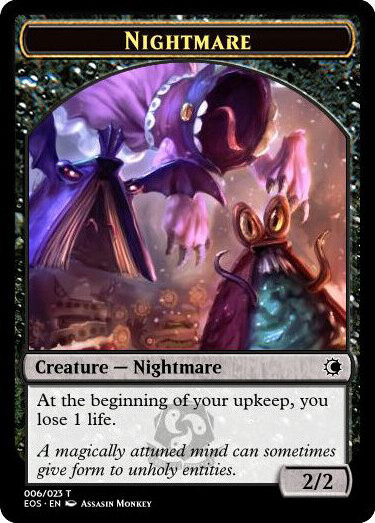 NIGHTMARE
Creature — Nightmare
At the beginning of your upkeep, you
lose 1 life.
A magically attuned mind can sometimes
give form to unholy entities.
2/2
006/023 T
EOS · EN ASSASIN MONKEY